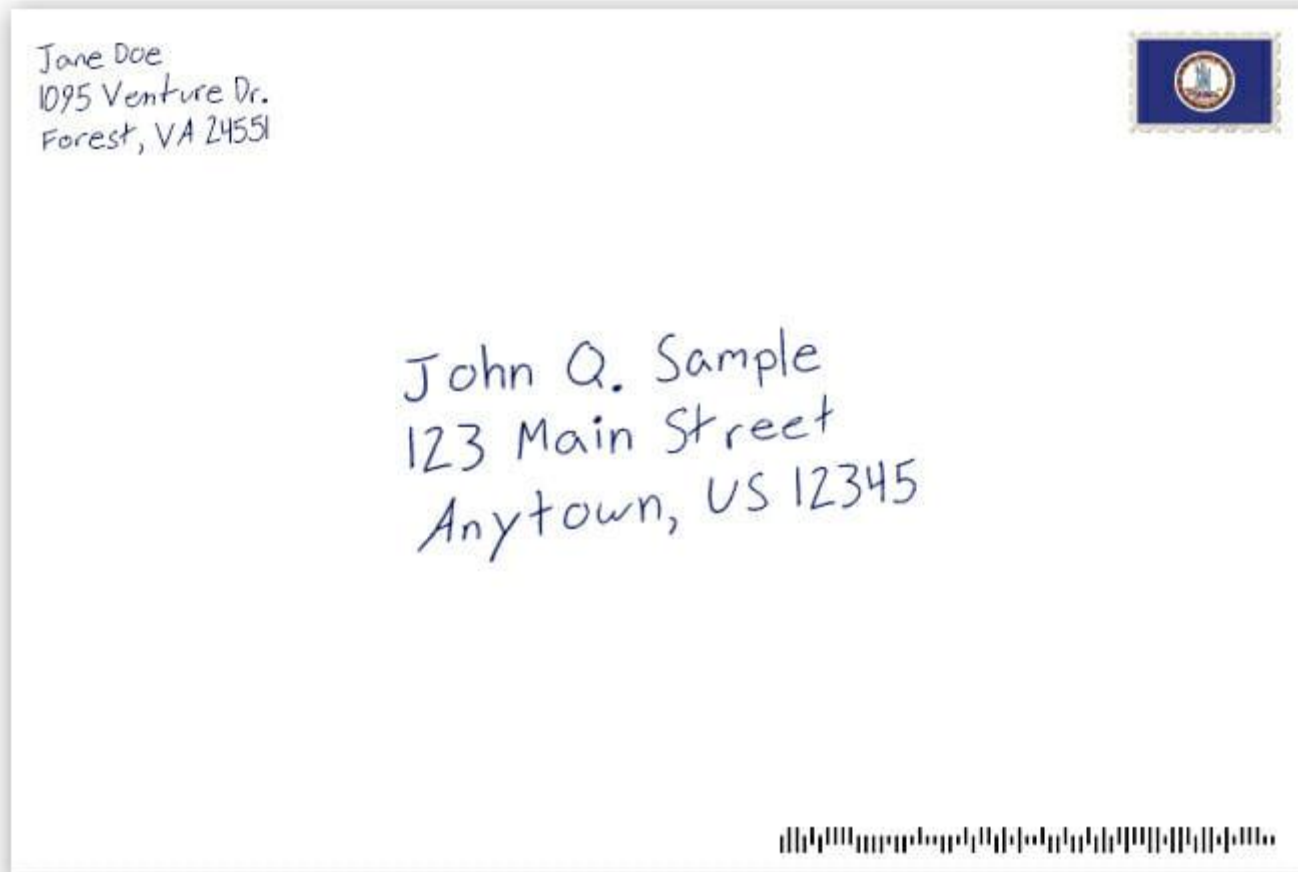 Jane Doe
1095 Venture Dr.
Forest, VA 24551
John Q. Sample
123 Main Street
Anytown, US 12345